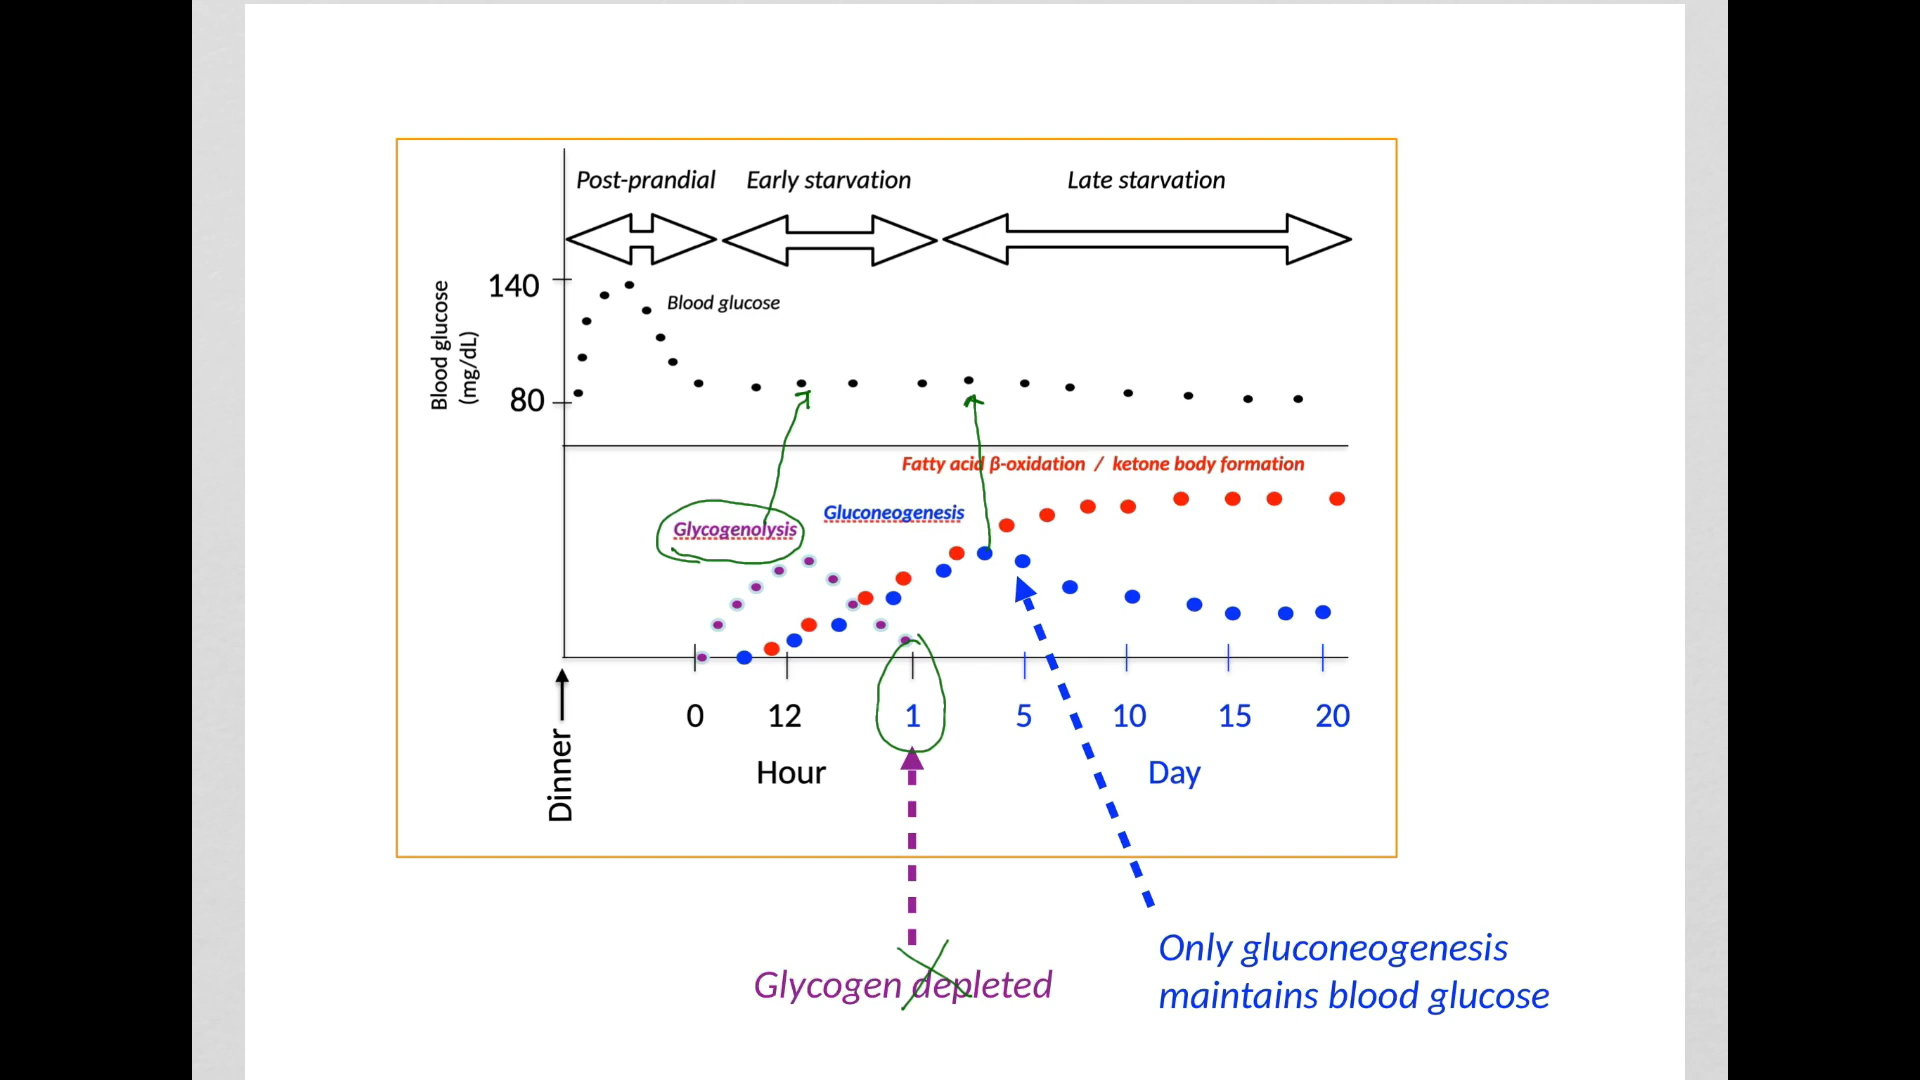 Post-prandial Early starvation Late starvation
140
Blood glucose
Blood glucose
(mg/dL)
80
Fatty acid β-oxidation / ketone body formation
Gluconeogenesis
Glycogenolysis
0 12 1 5 10 15 20
Hour Day
Dinner
Glycogen depleted
Only gluconeogenesis
maintains blood glucose